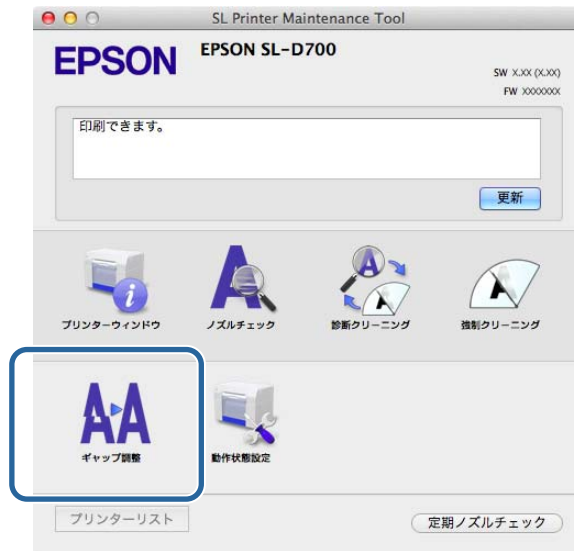 SL Printer Maintenance Tool
EPSON
EPSON SL-D700
SW X.XX (X.XX)
FW XXXXXXX
印刷できます。
更新
プリンターウィンドウ
ノズルチェック
診断クリーニング
強制クリーニング
ギャップ調整
動作状態設定
プリンターリスト
定期ノズルチェック